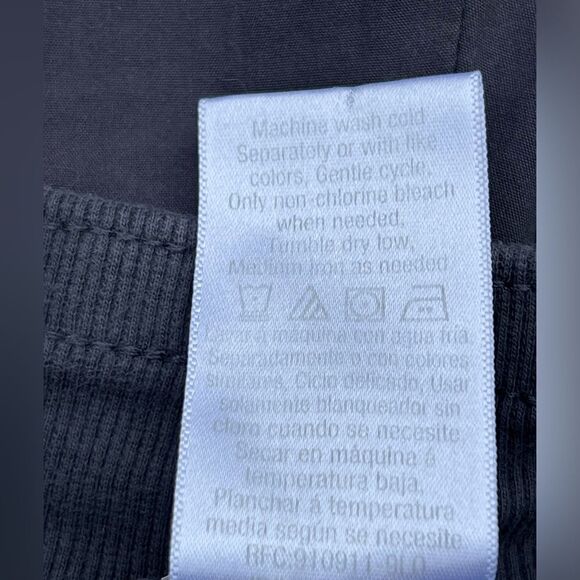 Machine wash cold
Separately or with like
colors, Gentle cycle,
Only non-chlorine bleach
when needed,
Tumble dry low,
Medium Iron as needed
Lavar á máquina con agua fría.
Separadamente o con colores
similares, Ciclo delicado, Usar
solamente blanqueador sin
cloro cuando se necesite,
Secar en máquina á
temperatura baja,
Planchar á temperatura
media según se necesite
RFC:910911 9L0